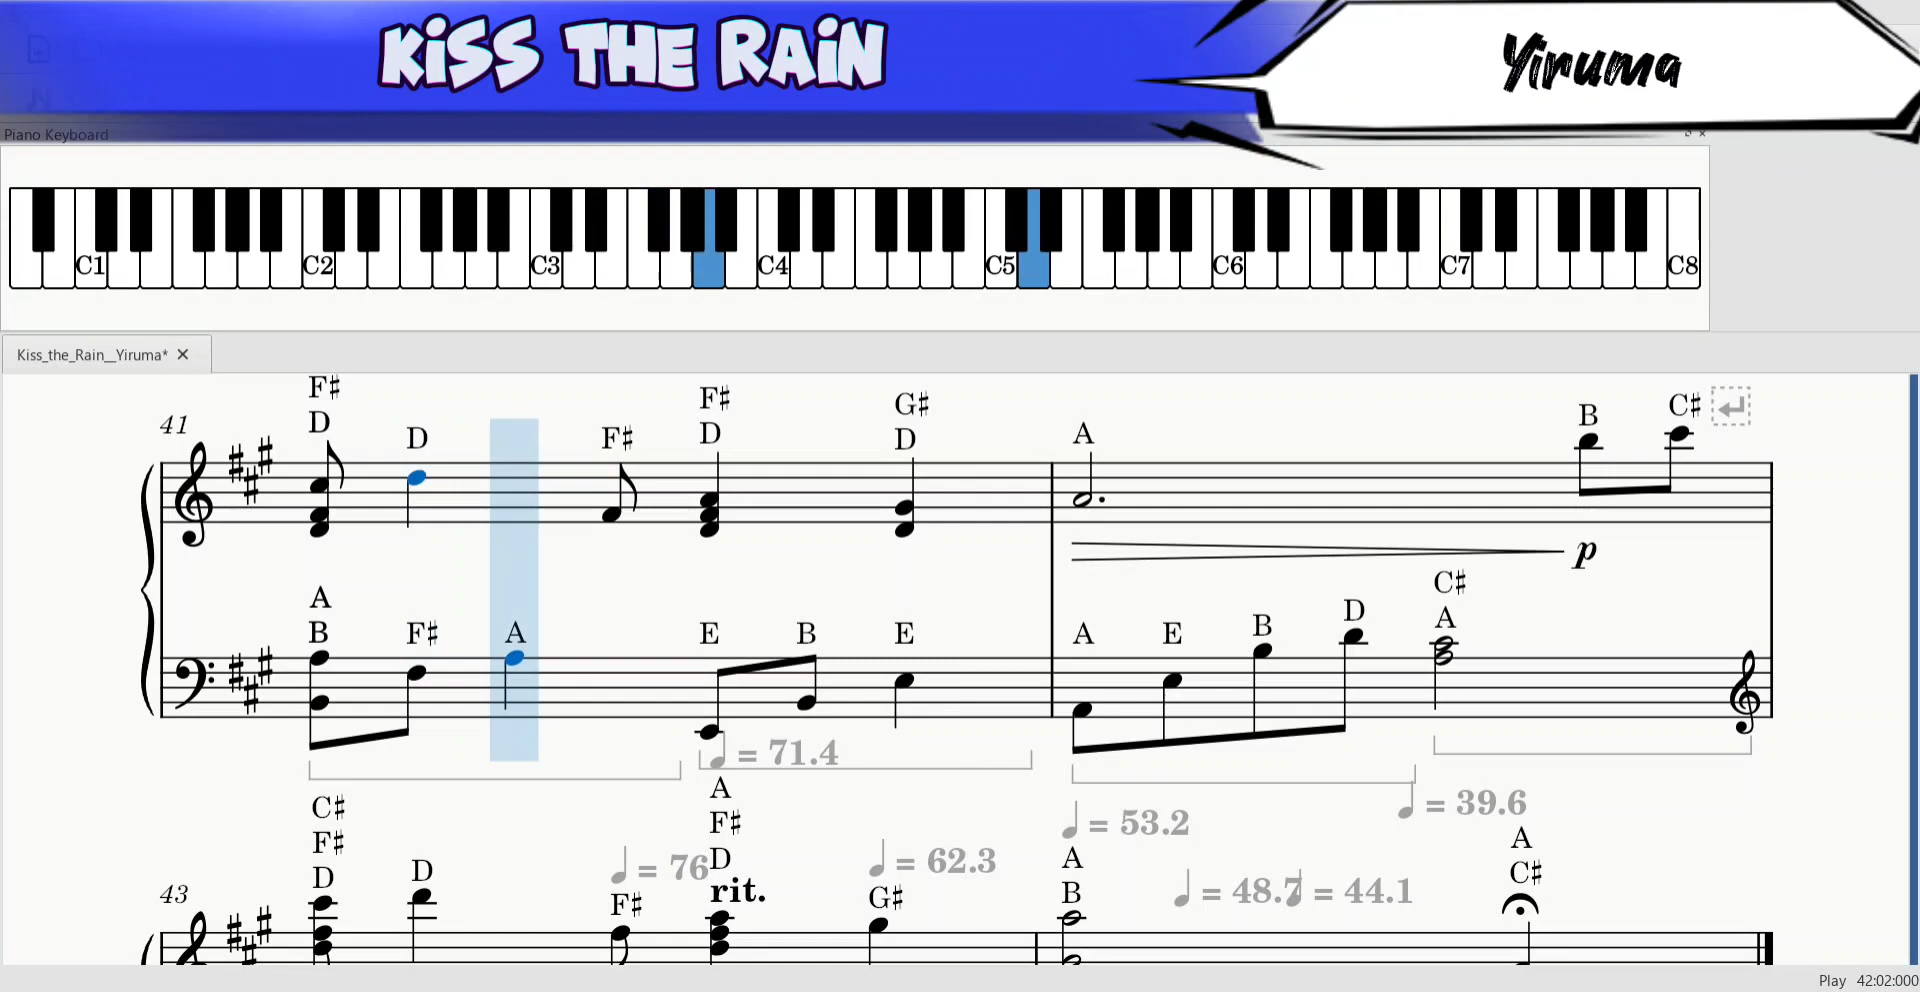 KiSS THE RAiN
Yiruma
Piano Keyboard
C1 C2 C3 C4 C5 C6 C7 C8
Kiss_the_Rain__Yiruma*
F♯ F♯ G♯ C♯
D D F♯ D D A B
41
p
A C♯
B F♯ A E B E A E B D A
= 71.4
= 53.2 = 39.6
C♯ A
F♯ F♯ = 62.3 A A
D D = 76 D B = 48.7 = 44.1 C♯
43
F♯ rit. G♯
Play 42:02:000